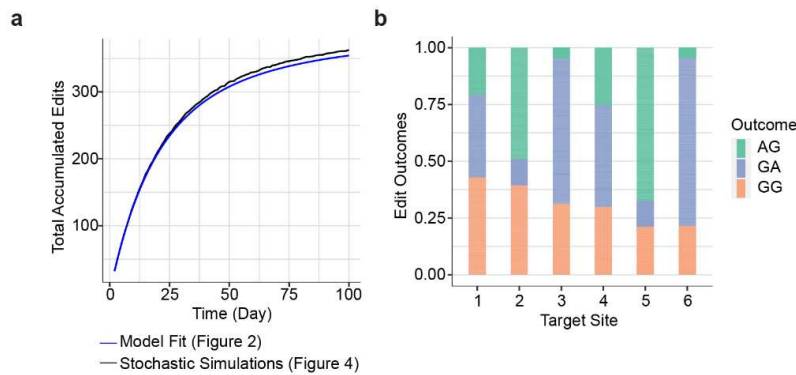 a
Total Accumulated Edits
300
200
100
0 25 50 75 100
Time (Day)
Model Fit (Figure 2)
Stochastic Simulations (Figure 4)
b
Edit Outcomes
1.00
0.75
0.50
0.25
0.00
1 2 3 4 5 6
Target Site
Outcome
AG
GA
GG